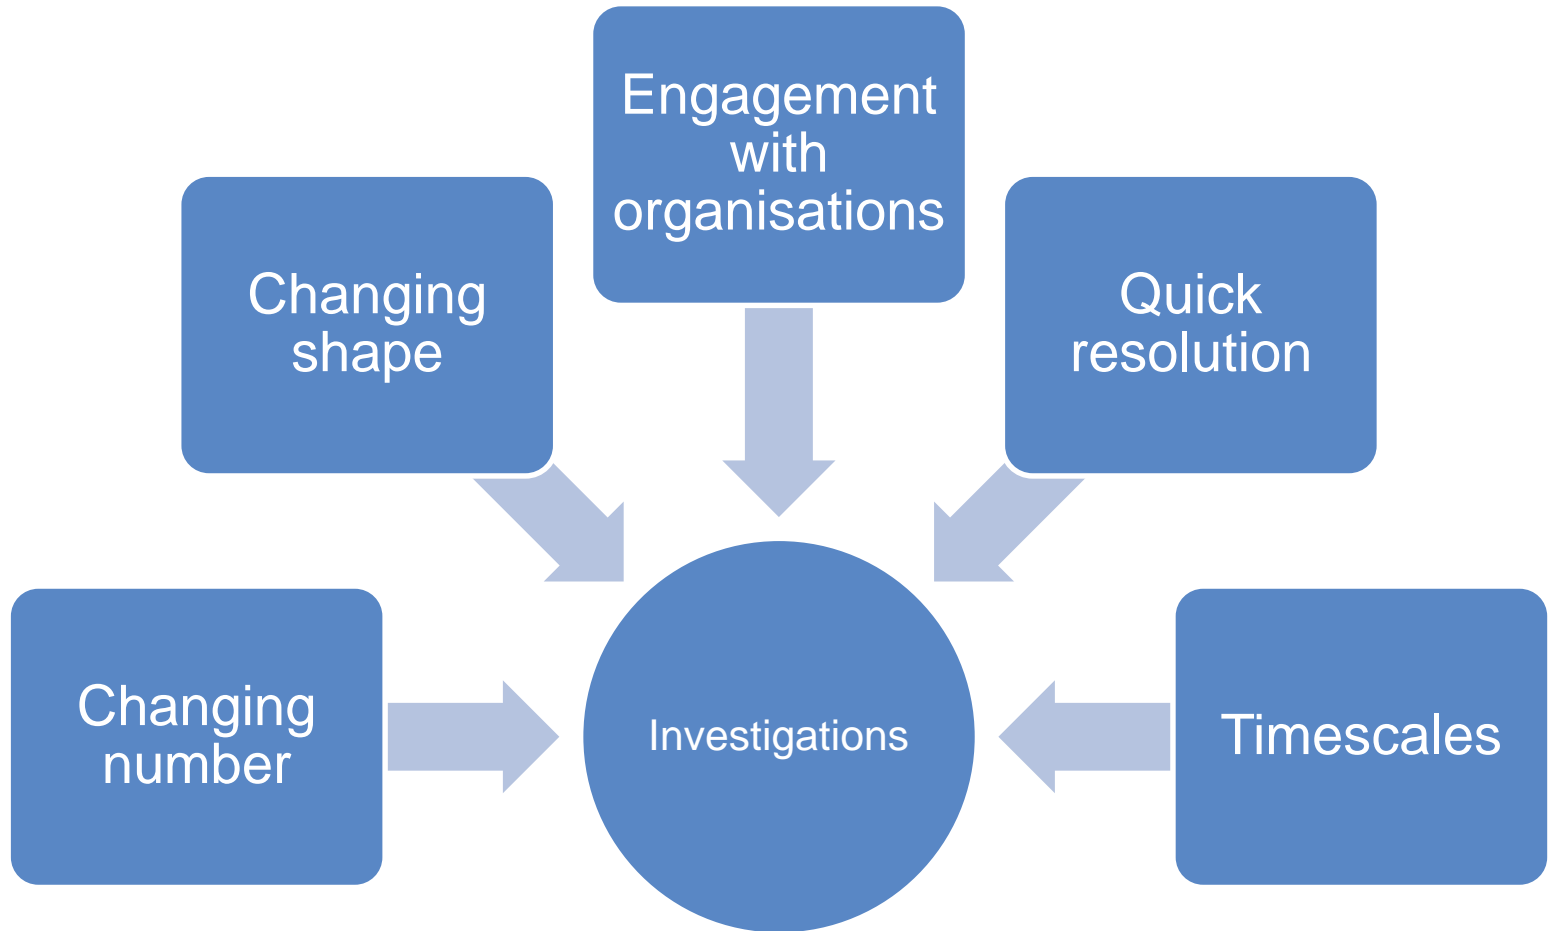 Engagement
with
organisations
Changing
shape
Quick
resolution
Changing
number
Investigations
Timescales